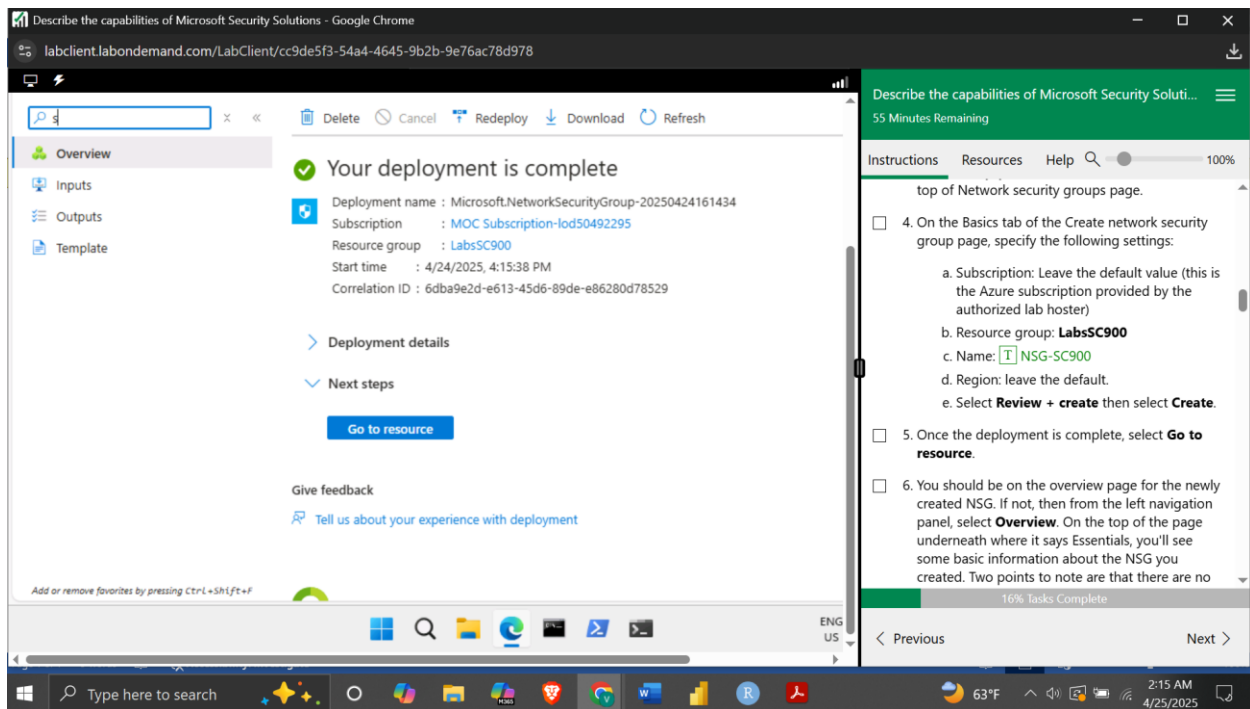 Describe the capabilities of Microsoft Security Solutions - Google Chrome
labclient.labondemand.com/LabClient/cc9de5f3-54a4-4645-9b2b-9e76ac78d978
s
Overview
Inputs
Outputs
Template
Add or remove favorites by pressing Ctrl+Shift+F
Delete Cancel Redeploy Download Refresh
Your deployment is complete
Deployment name : Microsoft.NetworkSecurityGroup-20250424161434
Subscription : MOC Subscription-lod50492295
Resource group : LabsSC900
Start time : 4/24/2025, 4:15:38 PM
Correlation ID : 6dba9e2d-e613-45d6-89de-e86280d78529
Deployment details
Next steps
Go to resource
Give feedback
Tell us about your experience with deployment
ENG
US
Describe the capabilities of Microsoft Security Soluti...
55 Minutes Remaining
Instructions Resources Help 100%
top of Network security groups page.
4. On the Basics tab of the Create network security
group page, specify the following settings:
a. Subscription: Leave the default value (this is
the Azure subscription provided by the
authorized lab hoster)
b. Resource group: LabsSC900
c. Name: T NSG-SC900
d. Region: leave the default.
e. Select Review + create then select Create.
5. Once the deployment is complete, select Go to
resource.
6. You should be on the overview page for the newly
created NSG. If not, then from the left navigation
panel, select Overview. On the top of the page
underneath where it says Essentials, you'll see
some basic information about the NSG you
created. Two points to note are that there are no
16% Tasks Complete
< Previous Next >
Type here to search
63°F
2:15 AM
4/25/2025